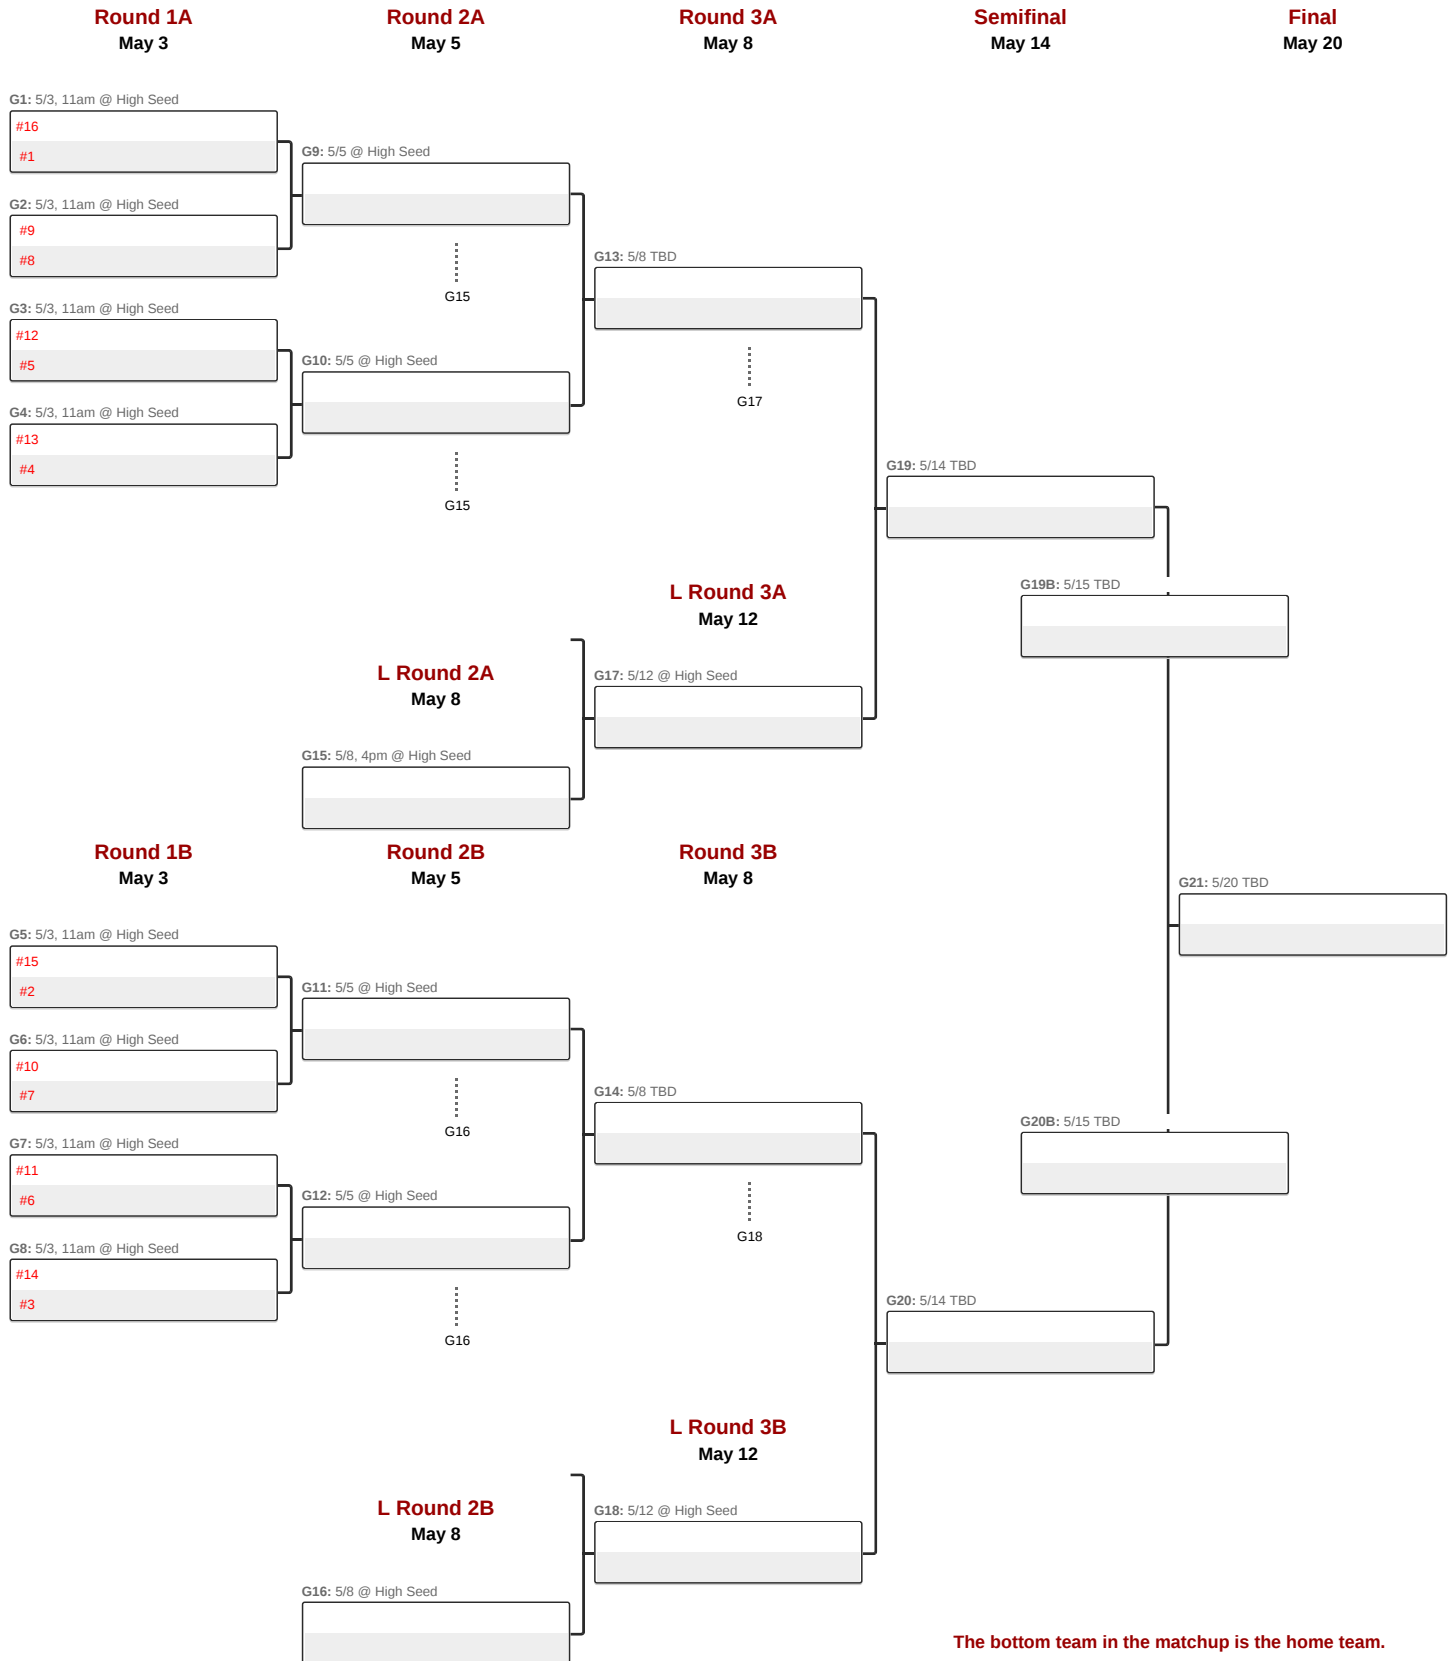 Round 1A
May 3
Round 2A
May 5
Round 3A
May 8
Semifinal
May 14
Final
May 20
G1: 5/3, 11am @ High Seed
#16
#1
G9: 5/5 @ High Seed
G2: 5/3, 11am @ High Seed
#9
#8
G15
G13: 5/8 TBD
G3: 5/3, 11am @ High Seed
#12
#5
G10: 5/5 @ High Seed
G17
G4: 5/3, 11am @ High Seed
#13
#4
G15
G19: 5/14 TBD
G19B: 5/15 TBD
L Round 3A
May 12
L Round 2A
May 8
G17: 5/12 @ High Seed
G15: 5/8, 4pm @ High Seed
Round 1B
May 3
Round 2B
May 5
Round 3B
May 8
G21: 5/20 TBD
G5: 5/3, 11am @ High Seed
#15
#2
G11: 5/5 @ High Seed
G6: 5/3, 11am @ High Seed
#10
#7
G16
G14: 5/8 TBD
G20B: 5/15 TBD
G7: 5/3, 11am @ High Seed
#11
#6
G12: 5/5 @ High Seed
G18
G8: 5/3, 11am @ High Seed
#14
#3
G16
G20: 5/14 TBD
L Round 3B
May 12
L Round 2B
May 8
G18: 5/12 @ High Seed
G16: 5/8 @ High Seed
The bottom team in the matchup is the home team.